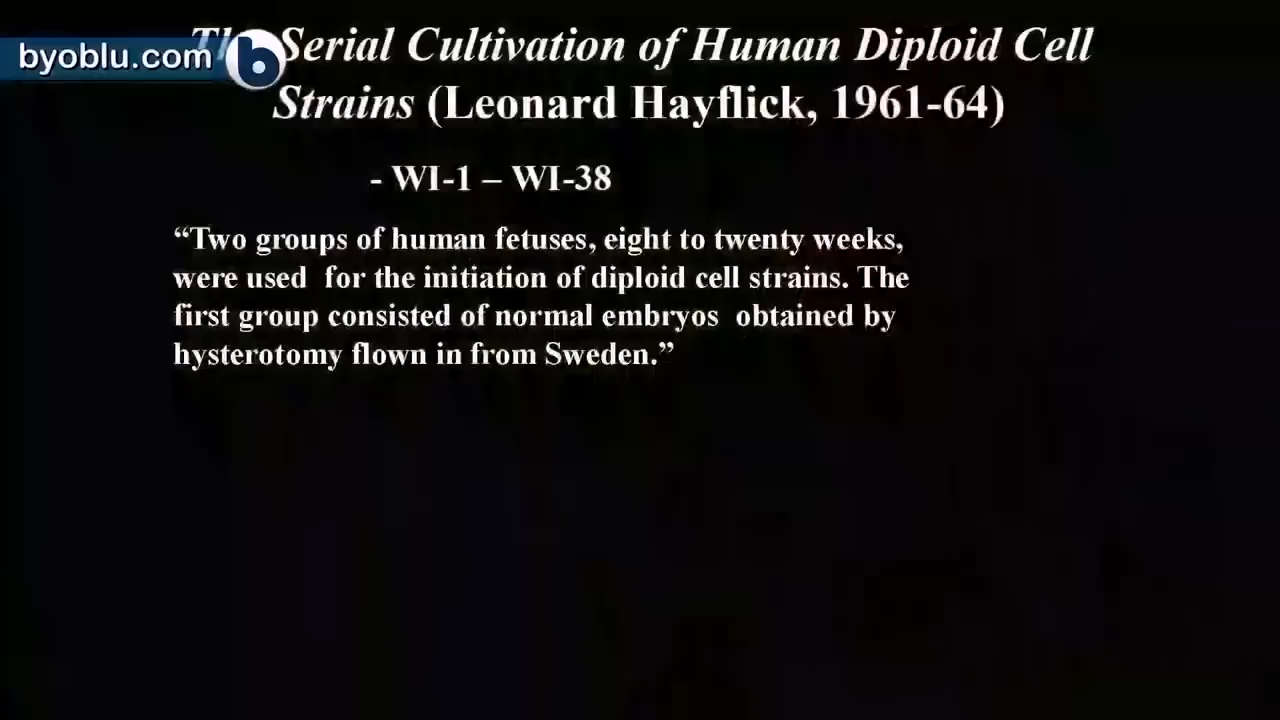 byoblu.com b
Serial Cultivation of Human Diploid Cell
Strains (Leonard Hayflick, 1961-64)
- WI-1 – WI-38
“Two groups of human fetuses, eight to twenty weeks,
were used for the initiation of diploid cell strains. The
first group consisted of normal embryos obtained by
hysterotomy flown in from Sweden.”